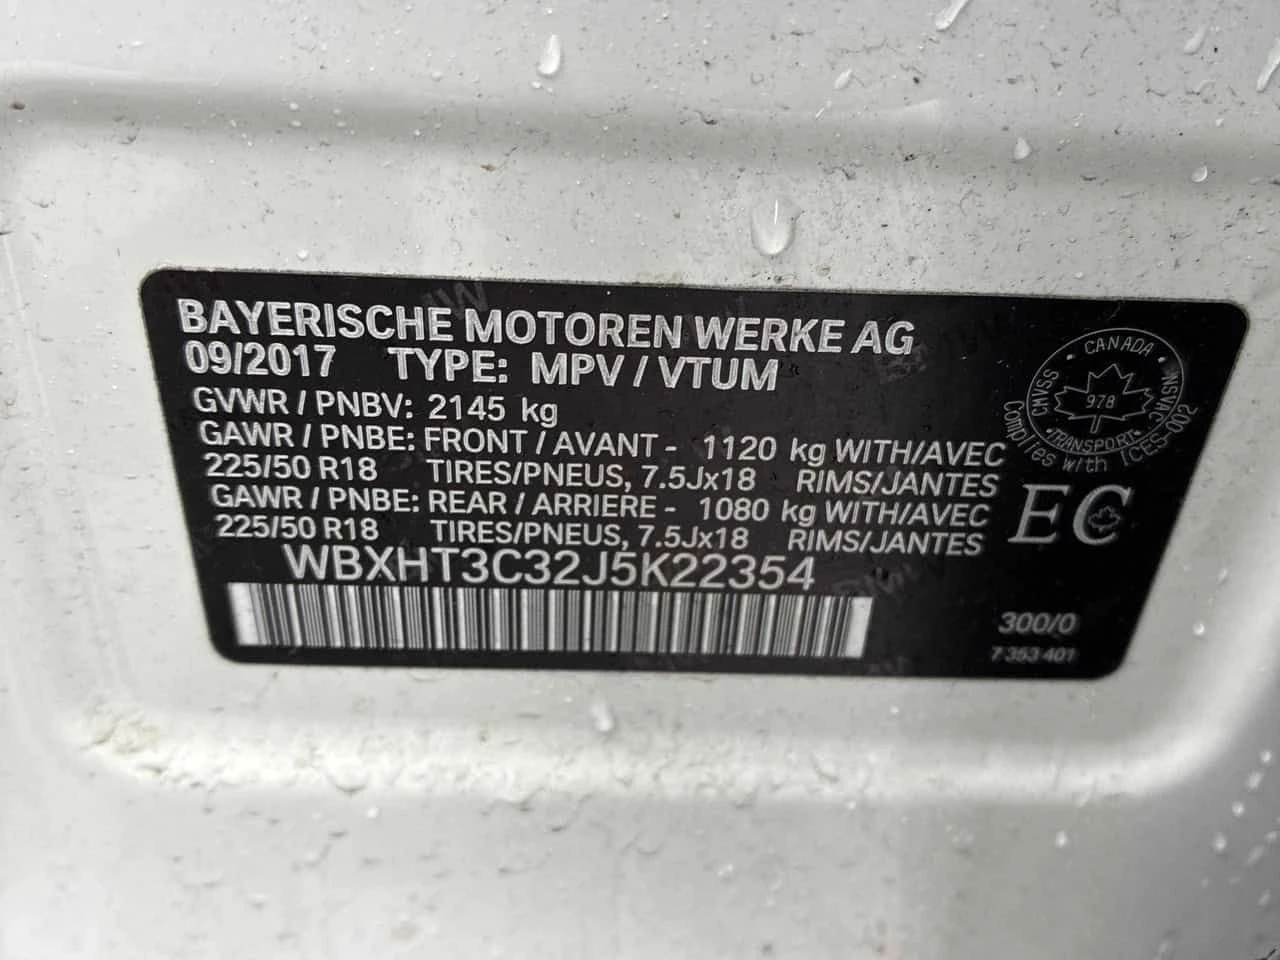 BAYERISCHE MOTOREN WERKE AG
09/2017 TYPE: MPV / VTUM
GVWR / PNBV: 2145 kg
GAWR / PNBE: FRONT / AVANT - 1120 kg WITH/AVEC
225/50 R18 TIRES/PNEUS, 7.5Jx18 RIMS/JANTES
GAWR / PNBE: REAR / ARRIERE - 1080 kg WITH/AVEC
225/50 R18 TIRES/PNEUS, 7.5Jx18 RIMS/JANTES
WBXHT3C32J5K22354
CANADA
CMVSS
978
NSVAC
TRANSPORT
Complies with ICES-002
EC
300/0
7 353 401